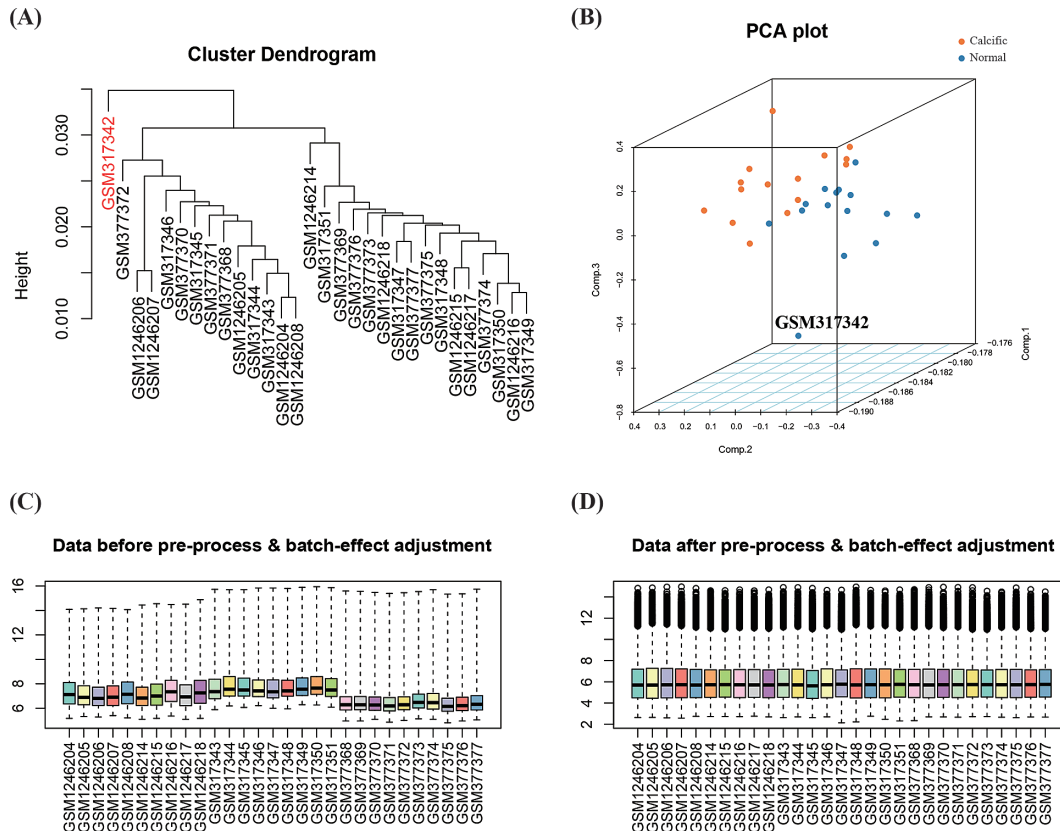 (A)
Cluster Dendrogram
Height
0.030
0.020
0.010
GSM317342
GSM377372
GSM1246206
GSM1246207
GSM317346
GSM377370
GSM317345
GSM377371
GSM377368
GSM1246205
GSM317344
GSM317343
GSM1246204
GSM1246208
GSM1246214
GSM317351
GSM377369
GSM377376
GSM377373
GSM1246218
GSM317347
GSM377377
GSM377375
GSM317348
GSM1246215
GSM1246217
GSM377374
GSM317350
GSM1246216
GSM317349
(B)
PCA plot
Calcific
Normal
Comp.3
0.4
0.2
0.0
−0.2
−0.4
−0.6
−0.8
GSM317342
Comp.1
−0.176
−0.178
−0.180
−0.182
−0.184
−0.186
−0.188
−0.190
0.4 0.3 0.2 0.1 0.0 −0.1 −0.2 −0.3 −0.4
Comp.2
(C)
Data before pre-process & batch-effect adjustment
16
12
8
6
GSM1246204
GSM1246205
GSM1246206
GSM1246207
GSM1246208
GSM1246214
GSM1246215
GSM1246216
GSM1246217
GSM1246218
GSM317343
GSM317344
GSM317345
GSM317346
GSM317347
GSM317348
GSM317349
GSM317350
GSM317351
GSM377368
GSM377369
GSM377370
GSM377371
GSM377372
GSM377373
GSM377374
GSM377375
GSM377376
GSM377377
(D)
Data after pre-process & batch-effect adjustment
12
8
6
4
2
GSM1246204
GSM1246205
GSM1246206
GSM1246207
GSM1246208
GSM1246214
GSM1246215
GSM1246216
GSM1246217
GSM1246218
GSM317343
GSM317344
GSM317345
GSM317346
GSM317347
GSM317348
GSM317349
GSM317350
GSM317351
GSM377368
GSM377369
GSM377370
GSM377371
GSM377372
GSM377373
GSM377374
GSM377375
GSM377376
GSM377377